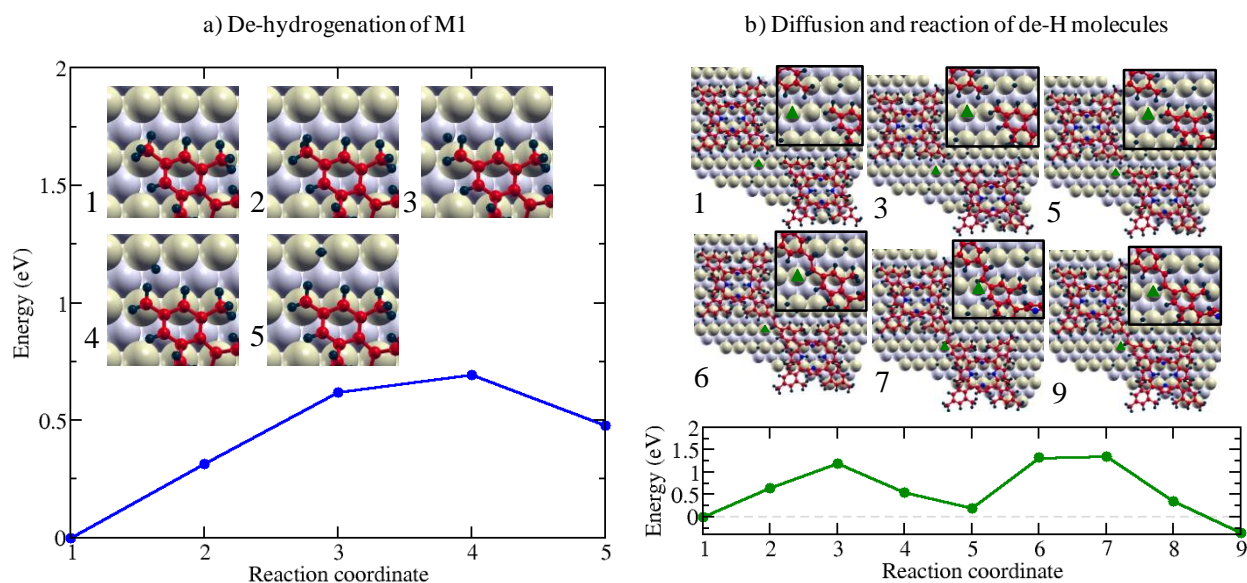 a) De-hydrogenation of M1
2
1.5
1
0.5
0
Energy (eV)
1
2
3
4
5
1 2 3 4 5
Reaction coordinate
b) Diffusion and reaction of de-H molecules
1
3
5
6
7
9
2
1.5
1
0.5
0
Energy (eV)
1 2 3 4 5 6 7 8 9
Reaction coordinate